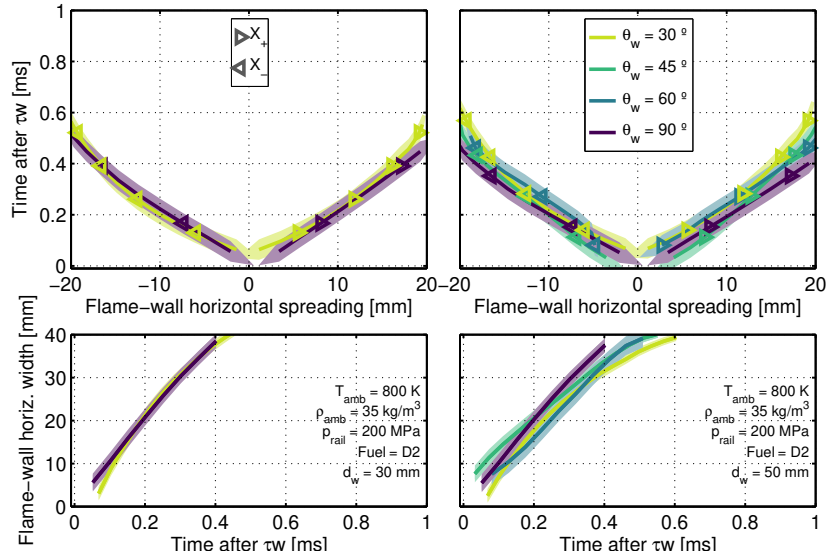 1
0.8
0.6
0.4
0.2
0
Time after τw [ms]
X+
X−
−20 −10 0 10 20
Flame−wall horizontal spreading [mm]
θw = 30 º
θw = 45 º
θw = 60 º
θw = 90 º
−20 −10 0 10 20
Flame−wall horizontal spreading [mm]
40
30
20
10
0
Flame−wall horiz. width [mm]
Tamb = 800 K
ρamb = 35 kg/m³
prail = 200 MPa
Fuel = D2
dw = 30 mm
0 0.2 0.4 0.6 0.8 1
Time after τw [ms]
Tamb = 800 K
ρamb = 35 kg/m³
prail = 200 MPa
Fuel = D2
dw = 50 mm
0 0.2 0.4 0.6 0.8 1
Time after τw [ms]